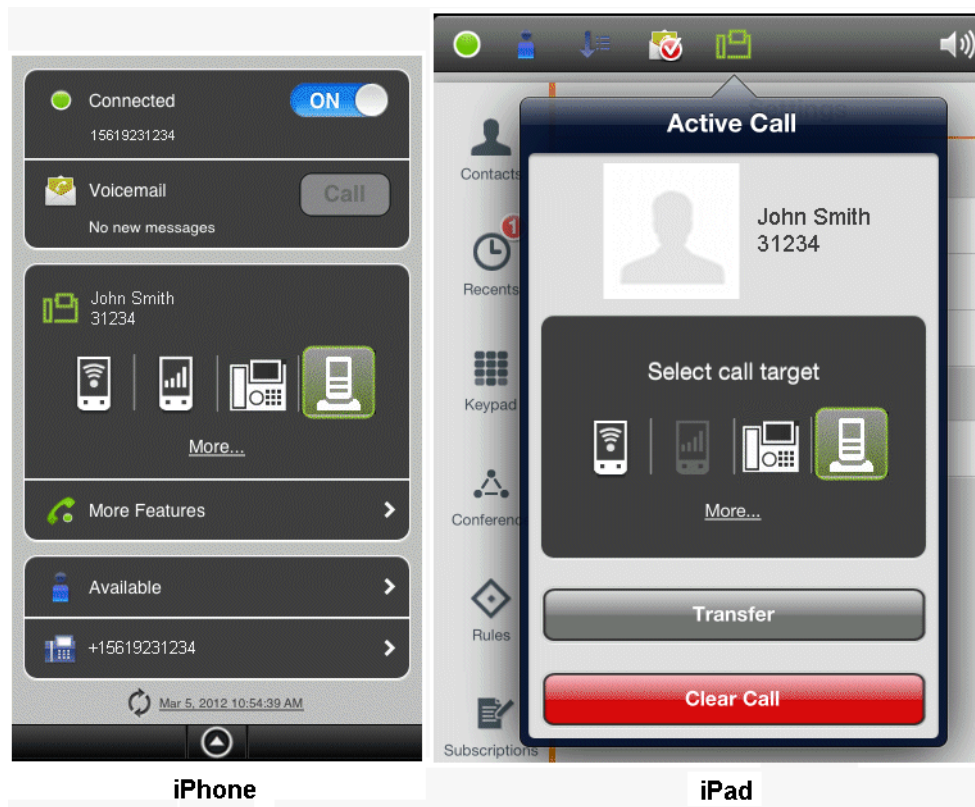 Connected
ON
15619231234
Voicemail
Call
No new messages
John Smith
31234
More...
More Features
Available
+15619231234
Mar 5, 2012 10:54:39 AM
iPhone
Settings
Active Call
Contacts
John Smith
31234
1
Recents
Select call target
Keypad
More...
Conferenc
Transfer
Rules
Clear Call
Subscriptions
iPad